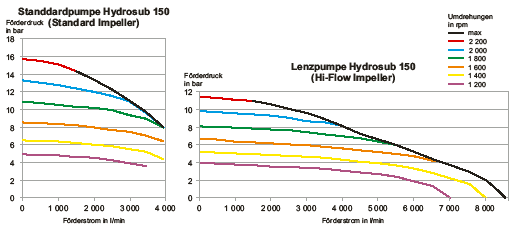 Standdardpumpe Hydrosub 150
(Standard Impeller)
Förderdruck
in bar
18
16
14
12
10
8
6
4
2
0
0
1 000
2 000
3 000
4 000
Förderstrom in l/min
Lenzpumpe Hydrosub 150
(Hi-Flow Impeller)
Förderdruck
in bar
12
10
8
6
4
2
0
0
1 000
2 000
3 000
4 000
5 000
6 000
7 000
8 000
Förderstrom in l/min
Umdrehungen
in rpm
max
2 200
2 000
1 800
1 600
1 400
1 200